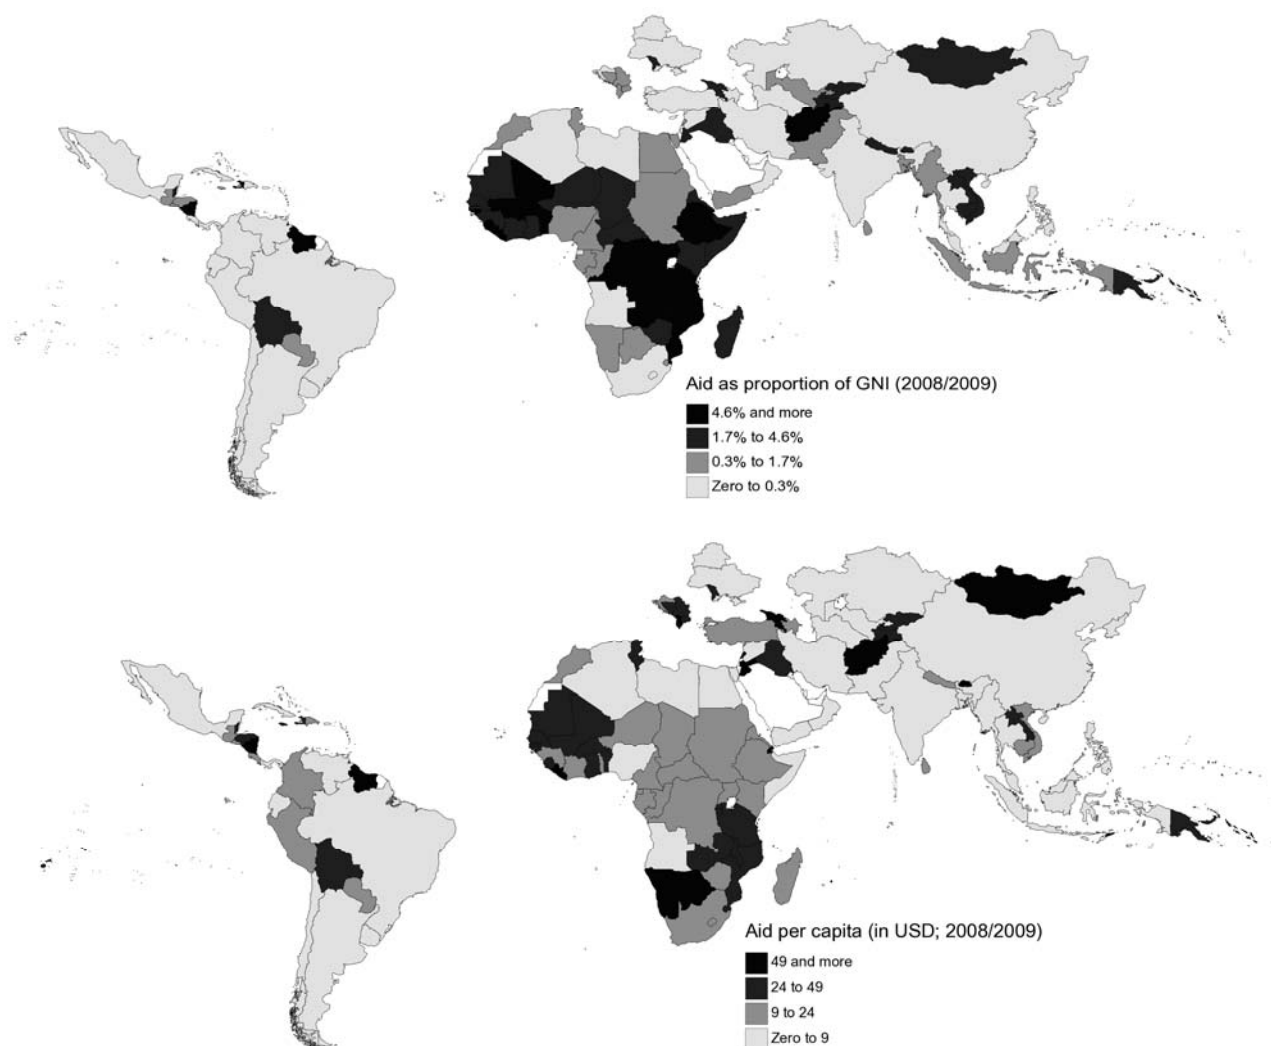 Aid as proportion of GNI (2008/2009)
4.6% and more
1.7% to 4.6%
0.3% to 1.7%
Zero to 0.3%
Aid per capita (in USD; 2008/2009)
49 and more
24 to 49
9 to 24
Zero to 9